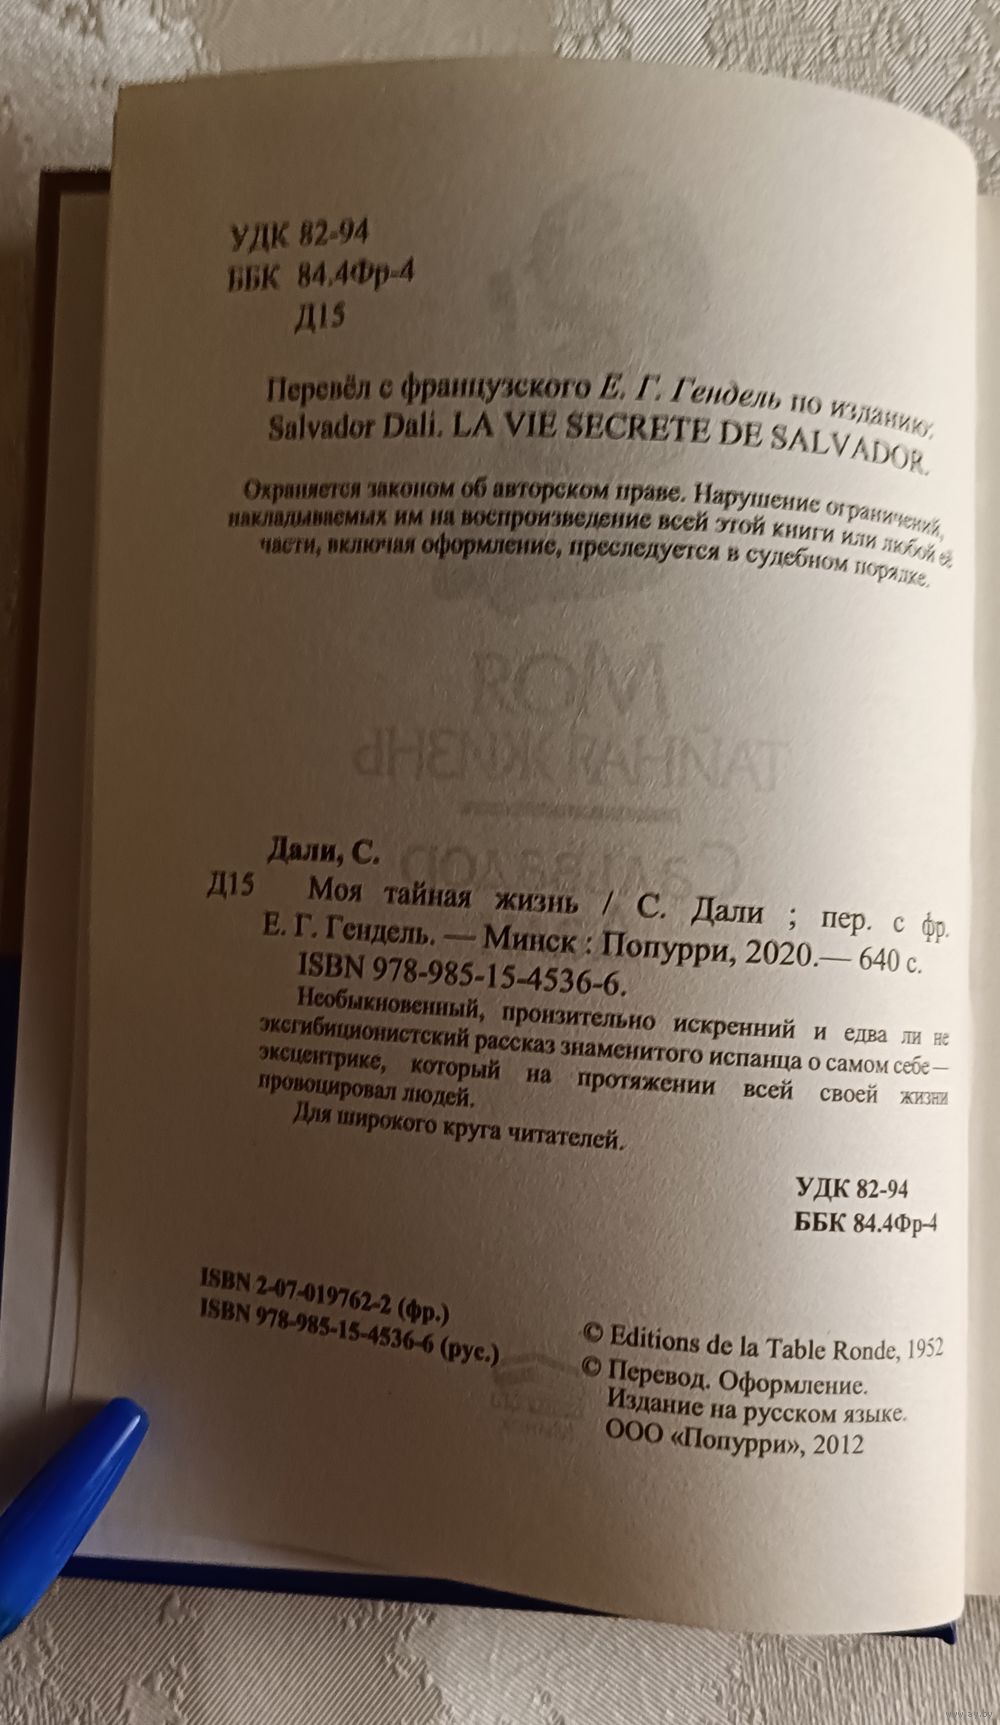 УДК 82-94
ББК 84.4Фр-4
Д15
Перевёл с французского Е. Г. Гендель по изданию:
Salvador Dali. LA VIE SECRETE DE SALVADOR.
Охраняется законом об авторском праве. Нарушение ограничений,
накладываемых им на воспроизведение всей этой книги или любой её
части, включая оформление, преследуется в судебном порядке.
МОЯ
ТАЙНАЯ ЖИЗНЬ
Дали, С.
Д15 Моя тайная жизнь / С. Дали ; пер. с фр.
Е. Г. Гендель. — Минск : Попурри, 2020.— 640 с.
ISBN 978-985-15-4536-6.
Необыкновенный, пронзительно искренний и едва ли не
эксгибиционистский рассказ знаменитого испанца о самом себе —
эксцентрике, который на протяжении всей своей жизни
провоцировал людей.
Для широкого круга читателей.
УДК 82-94
ББК 84.4Фр-4
ISBN 2-07-019762-2 (фр.)
ISBN 978-985-15-4536-6 (рус.)
© Editions de la Table Ronde, 1952
© Перевод. Оформление.
Издание на русском языке.
ООО «Попурри», 2012
www.ay.by